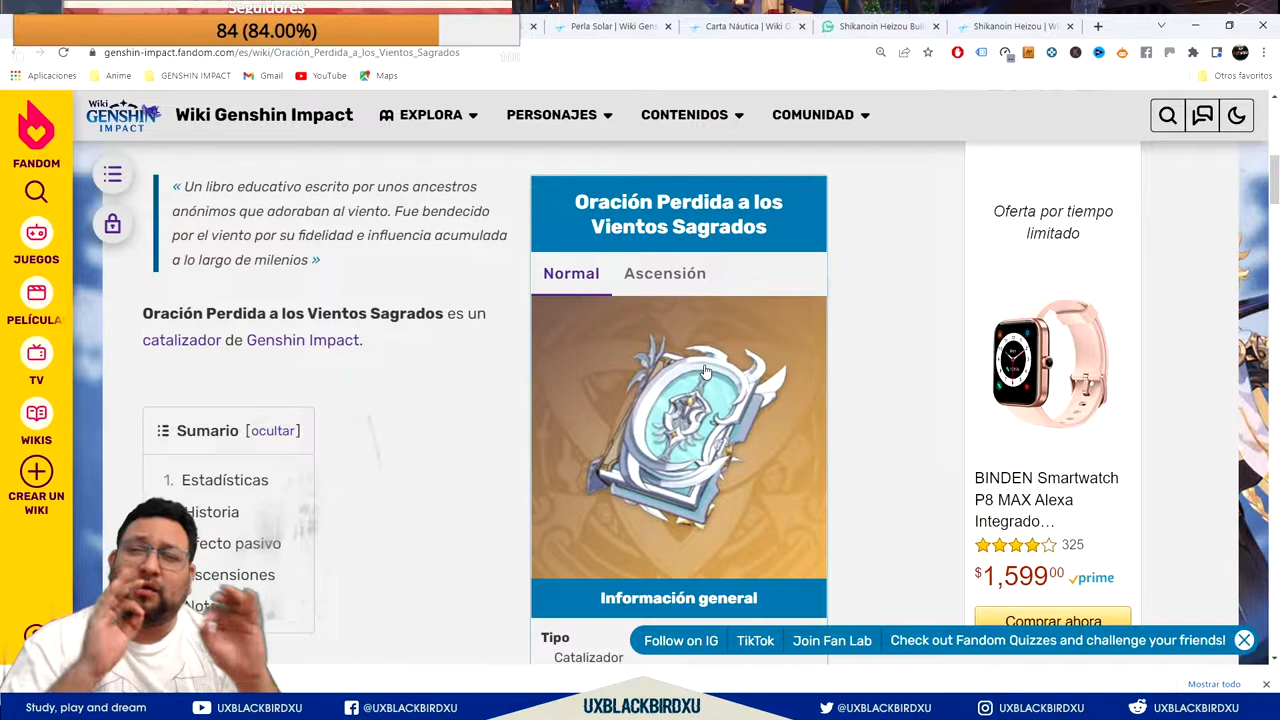 Seguidores
84 (84.00%)
Perla Solar | Wiki Gens
Carta Náutica | Wiki G
Shikanoin Heizou Buil
Shikanoin Heizou | Wi
genshin-impact.fandom.com/es/wiki/Oración_Perdida_a_los_Vientos_Sagrados
Aplicaciones
Anime
GENSHIN IMPACT
Gmail
YouTube
Maps
Otros favoritos
Wiki
GENSHIN
IMPACT
Wiki Genshin Impact
EXPLORA
PERSONAJES
CONTENIDOS
COMUNIDAD
FANDOM
JUEGOS
PELÍCULA
TV
WIKIS
CREAR UN
WIKI
« Un libro educativo escrito por unos ancestros
anónimos que adoraban al viento. Fue bendecido
por el viento por su fidelidad e influencia acumulada
a lo largo de milenios »
Oración Perdida a los Vientos Sagrados es un
catalizador de Genshin Impact.
Sumario [ocultar]
1. Estadísticas
Historia
fecto pasivo
scensiones
Oración Perdida a los
Vientos Sagrados
Normal
Ascensión
Información general
Tipo
Catalizador
Oferta por tiempo
limitado
BINDEN Smartwatch
P8 MAX Alexa
Integrado...
325
$1,599.00 prime
Comprar ahora
Follow on IG
TikTok
Join Fan Lab
Check out Fandom Quizzes and challenge your friends!
Mostrar todo
Study, play and dream
UXBLACKBIRDXU
@UXBLACKBIRDXU
UXBLACKBIRDXU
@UXBLACKBIRDXU
UXBLACKBIRDXU
UXBLACKBIRDXU